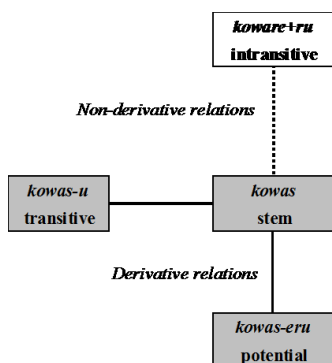 koware+ru
intransitive
Non-derivative relations
kowas-u
transitive
kowas
stem
Derivative relations
kowas-eru
potential